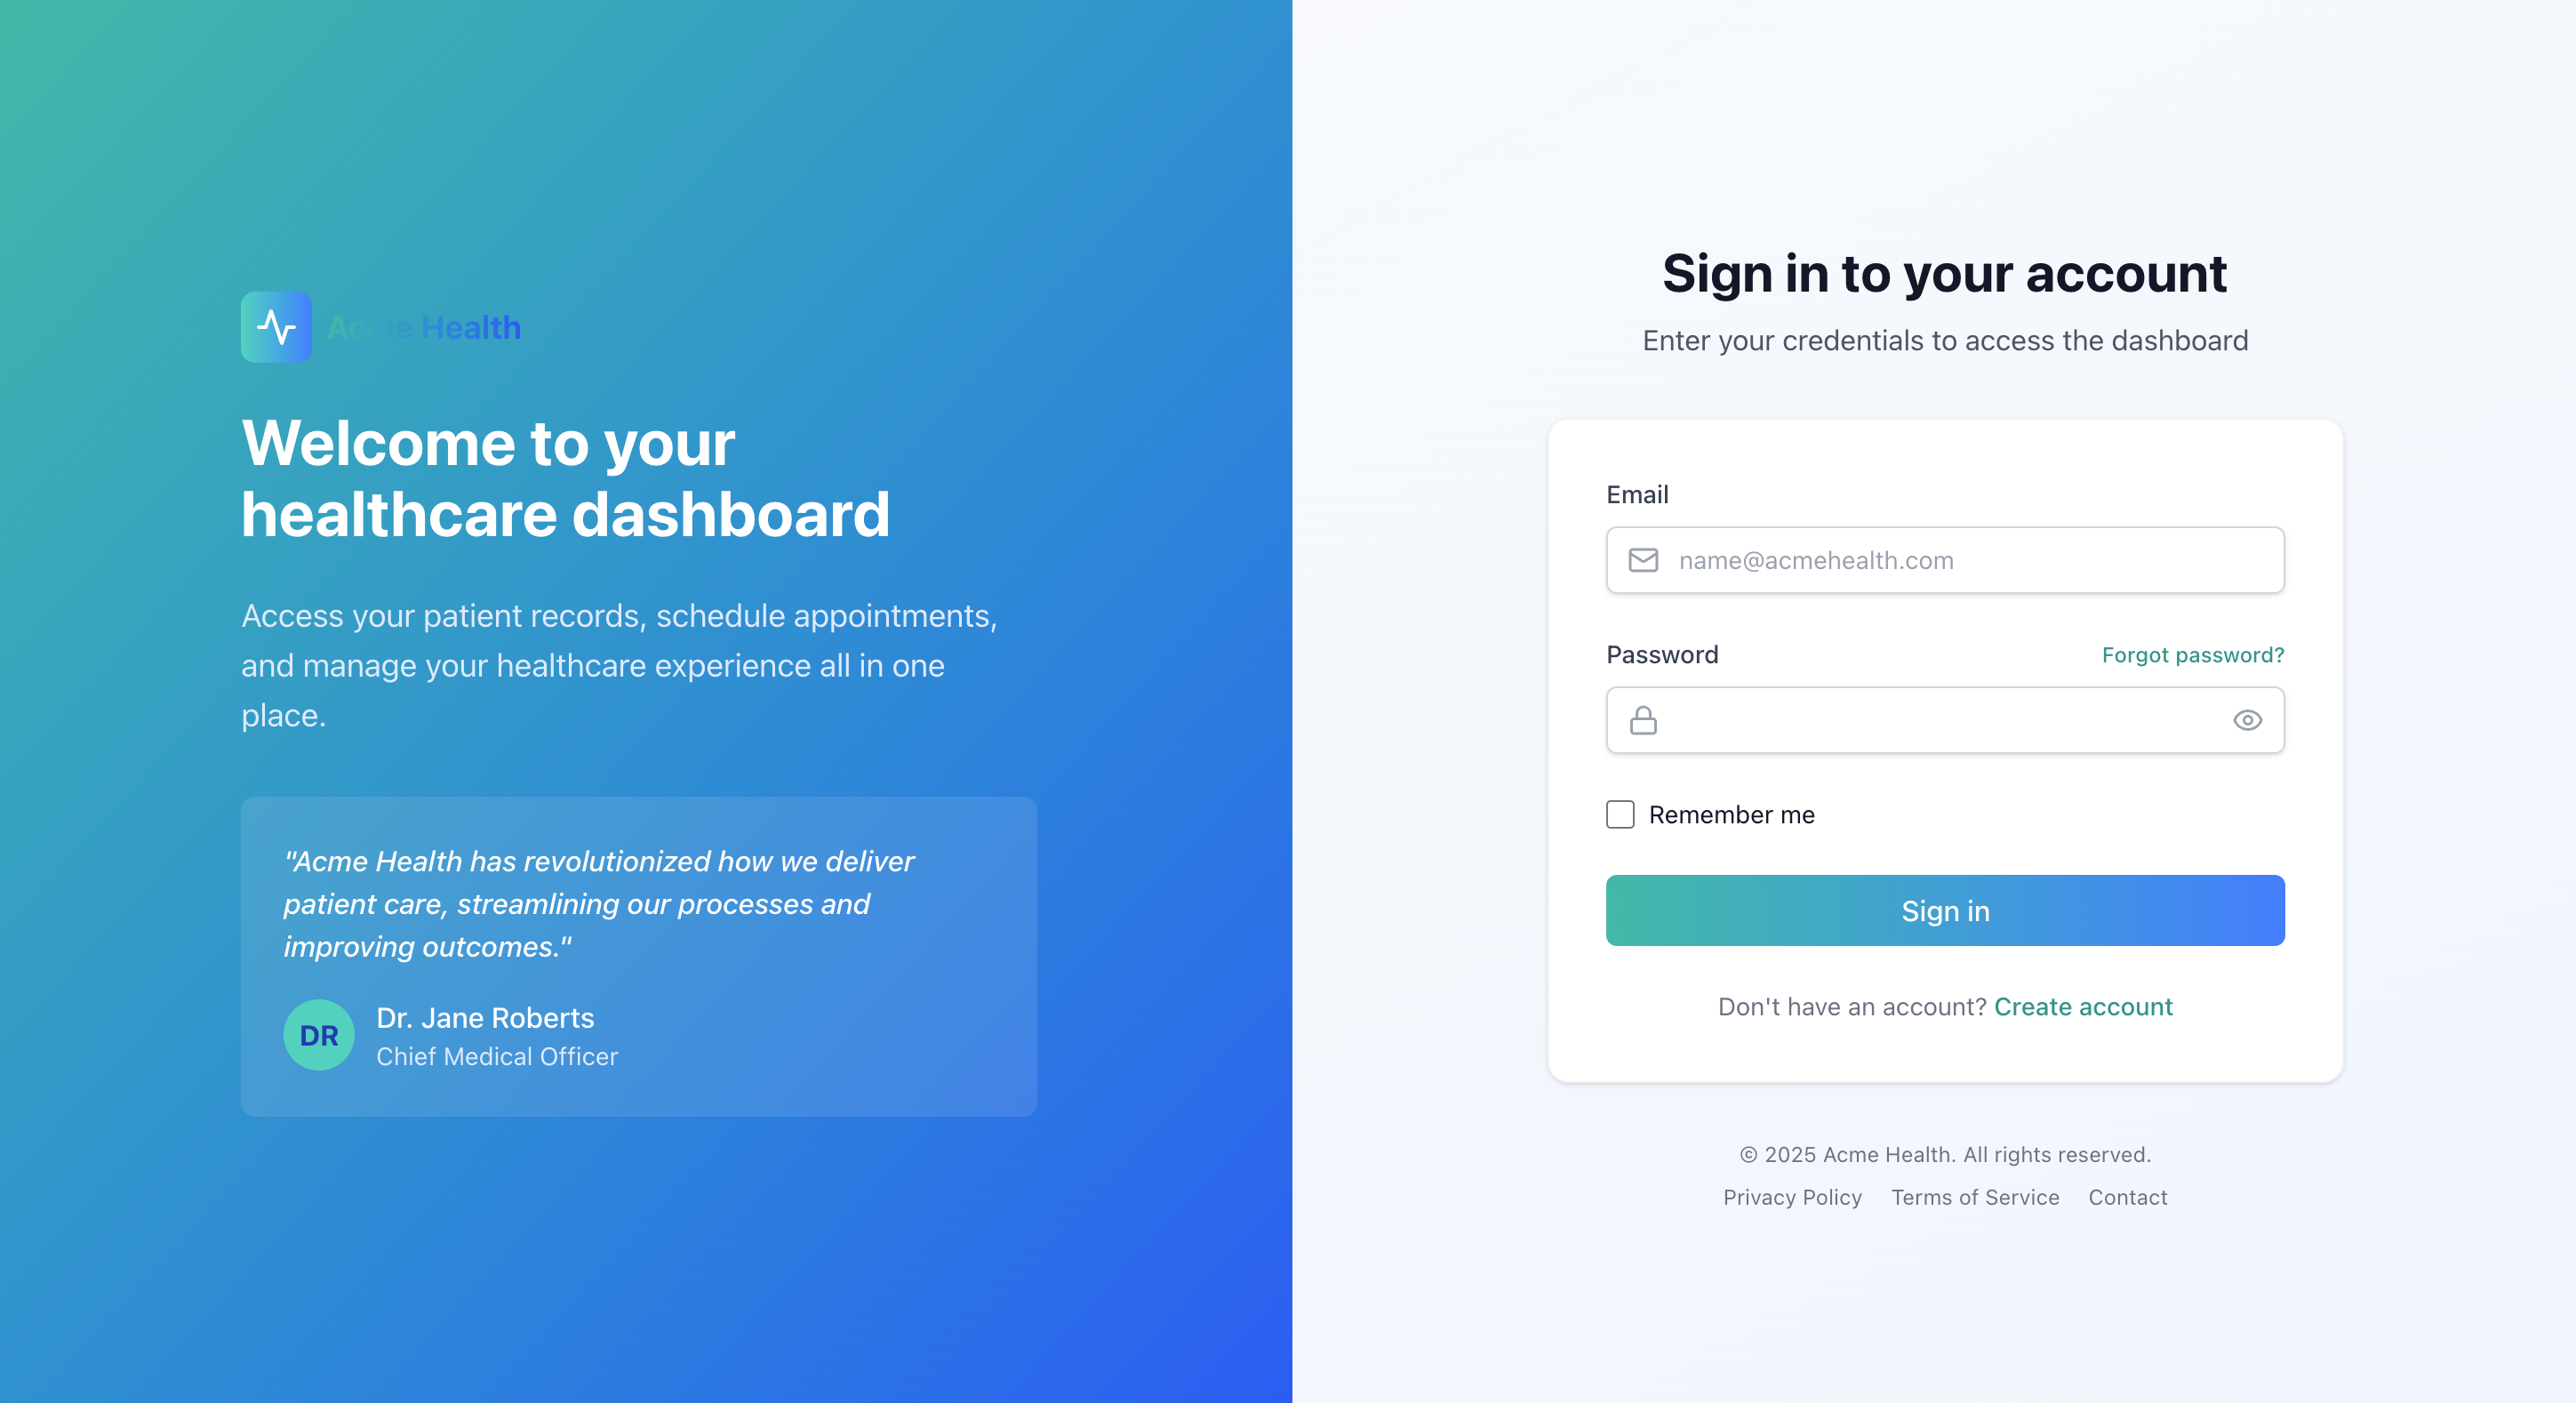 Acme Health
Welcome to your
healthcare dashboard
Access your patient records, schedule appointments,
and manage your healthcare experience all in one
place.
"Acme Health has revolutionized how we deliver
patient care, streamlining our processes and
improving outcomes."
DR
Dr. Jane Roberts
Chief Medical Officer
Sign in to your account
Enter your credentials to access the dashboard
Email
name@acmehealth.com
Password
Forgot password?
Remember me
Sign in
Don't have an account? Create account
© 2025 Acme Health. All rights reserved.
Privacy Policy Terms of Service Contact